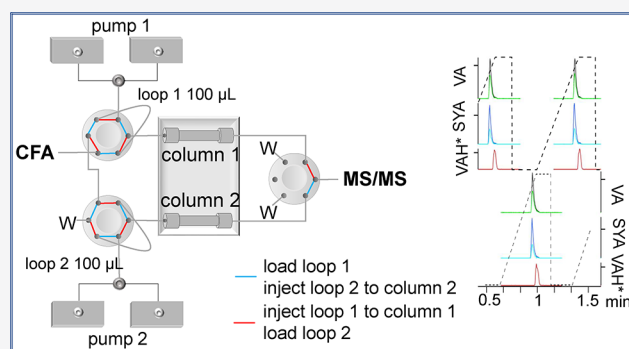 pump 1
loop 1 100 µL
CFA
column 1
W
MS/MS
column 2
W
W
loop 2 100 µL
pump 2
load loop 1
inject loop 2 to column 2
inject loop 1 to column 1
load loop 2
VA
SYA
VAH*
VA
SYA
VAH*
0.5 1 1.5 min